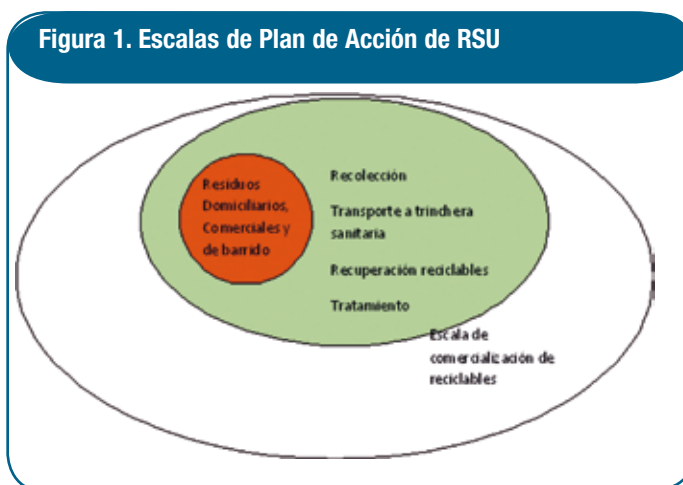 Figura 1. Escalas de Plan de Acción de RSU
Residuos
Domiciliarios,
Comerciales y
de barrido
Recolección
Transporte a trinchera
sanitaria
Recuperación reciclables
Tratamiento
Escala de
comercialización de
reciclables